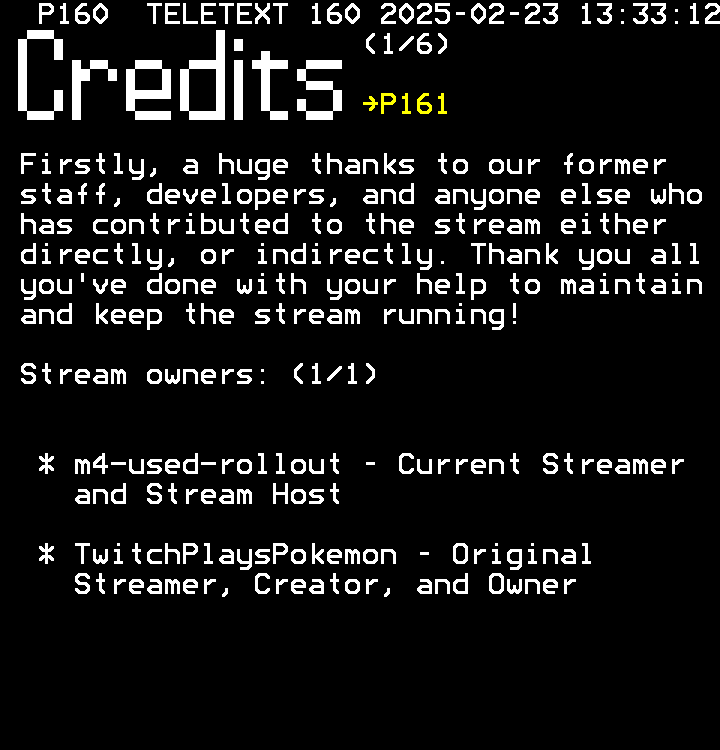 P160 TELETEXT 160 2025-02-23 13:33:12
Credits (1/6)
→P161
Firstly, a huge thanks to our former
staff, developers, and anyone else who
has contributed to the stream either
directly, or indirectly. Thank you all
you've done with your help to maintain
and keep the stream running!
Stream owners: (1/1)
* m4-used-rollout - Current Streamer
and Stream Host
* TwitchPlaysPokemon - Original
Streamer, Creator, and Owner